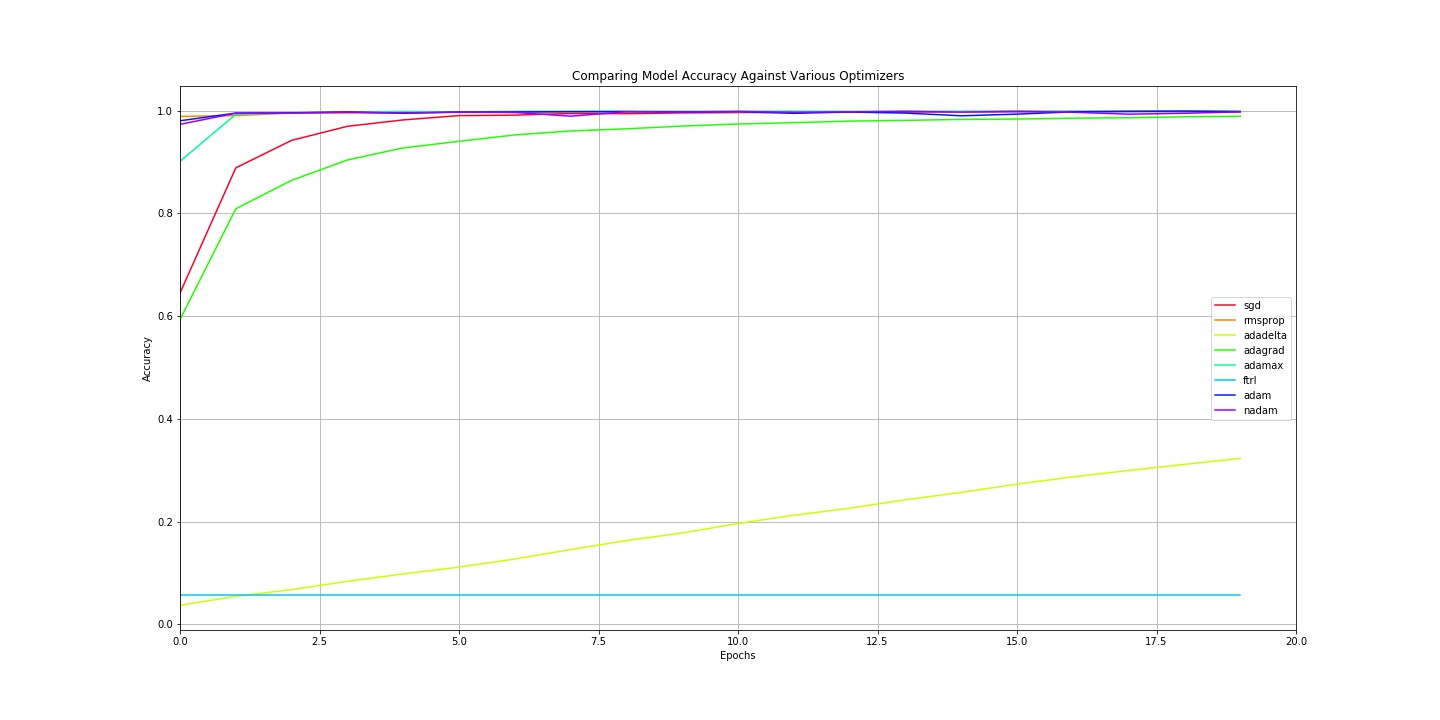 Comparing Model Accuracy Against Various Optimizers
1.0
0.8
0.6
0.4
0.2
0.0
Accuracy
sgd
rmsprop
adadelta
adagrad
adamax
ftrl
adam
nadam
0.0 2.5 5.0 7.5 10.0 12.5 15.0 17.5 20.0
Epochs